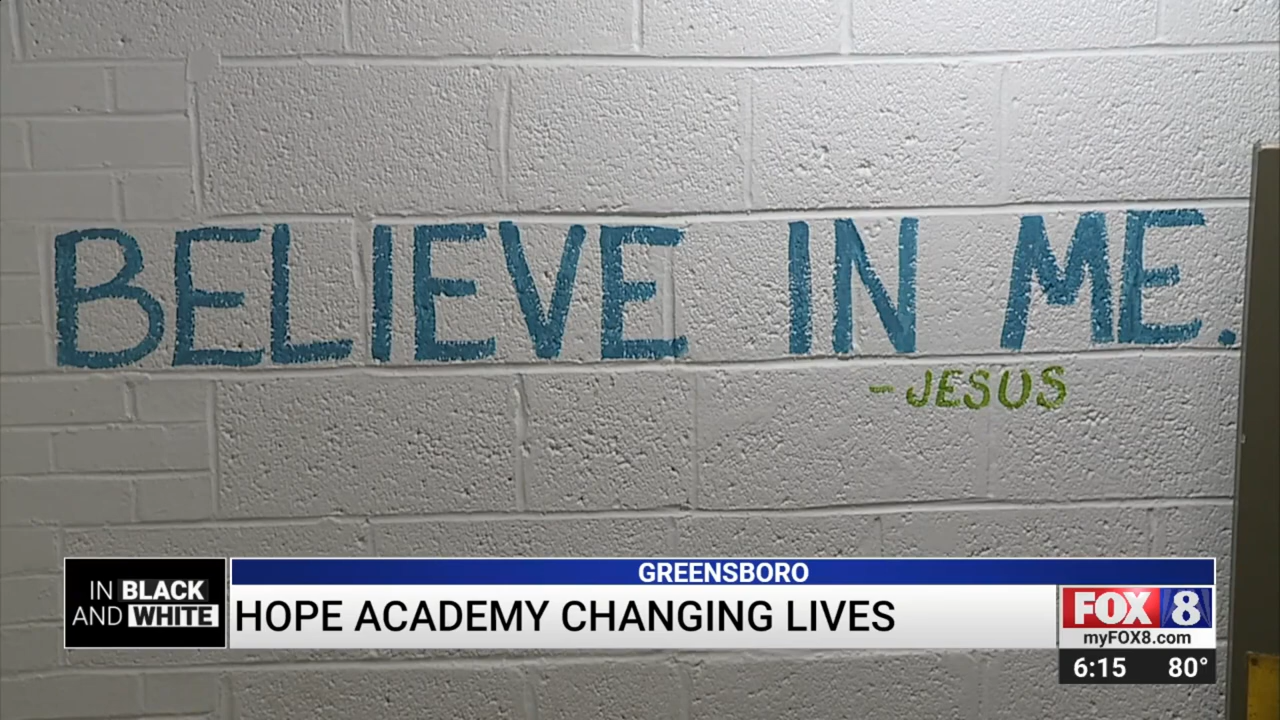 BELIEVE IN ME.
-JESUS
GREENSBORO
IN BLACK
AND WHITE
HOPE ACADEMY CHANGING LIVES
FOX 8
myFOX8.com
6:15 80°